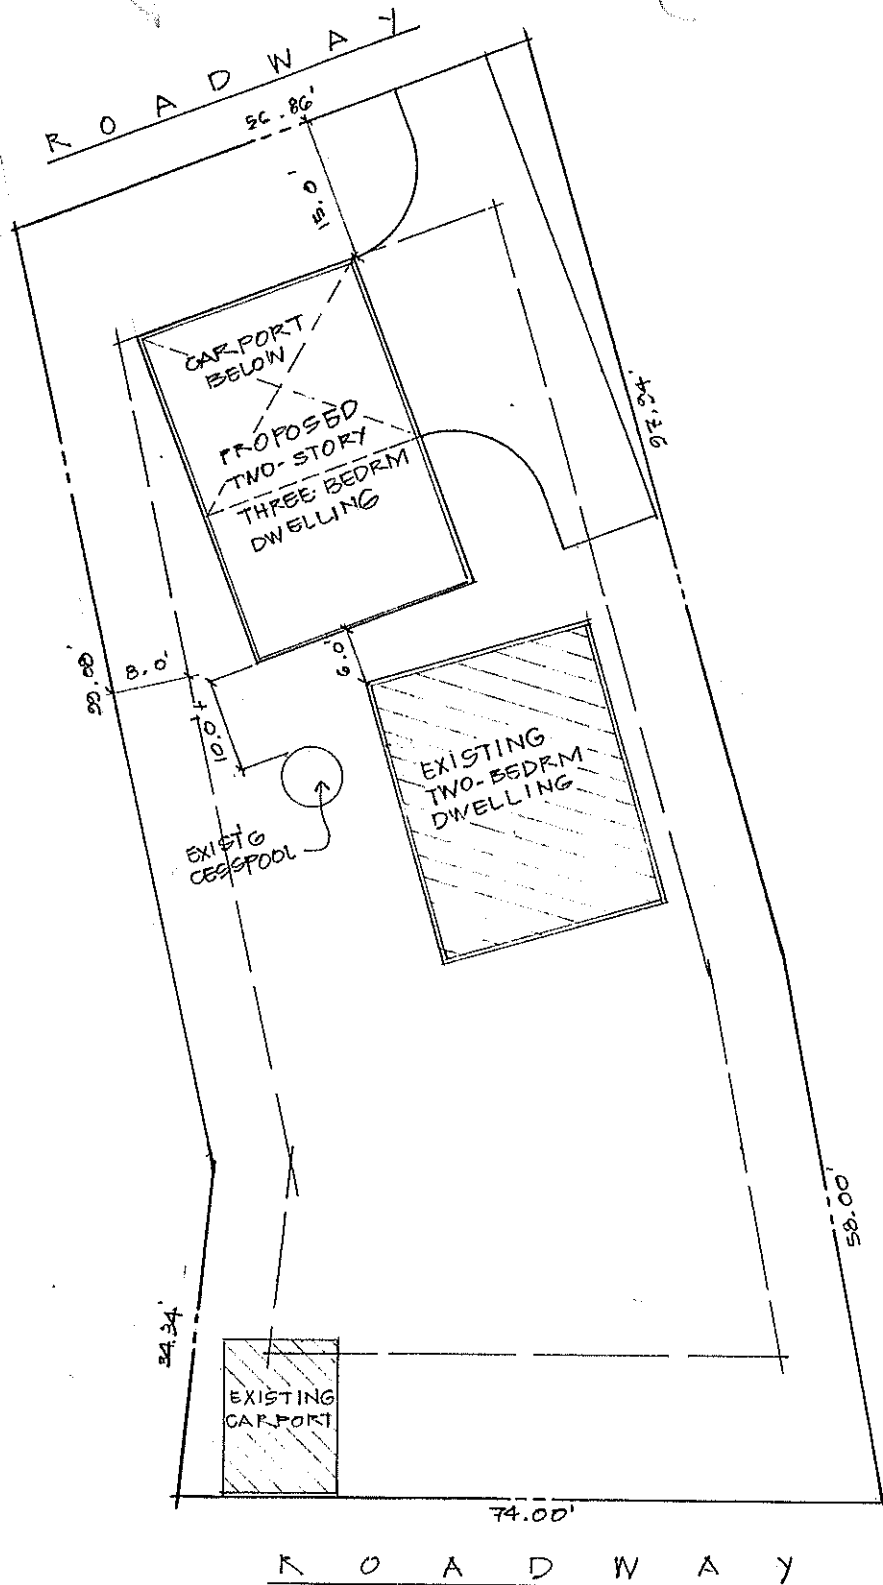 ROADWAY
56.86'
15.0'
CARPORT
BELOW
PROPOSED
TWO-STORY
THREE BEDRM
DWELLING
97.94'
8.0'
6.0'
10.0'±
EXISTING
TWO-BEDRM
DWELLING
EXIST'G
CESSPOOL
58.00'
34.34'
EXISTING
CARPORT
74.00'
ROADWAY